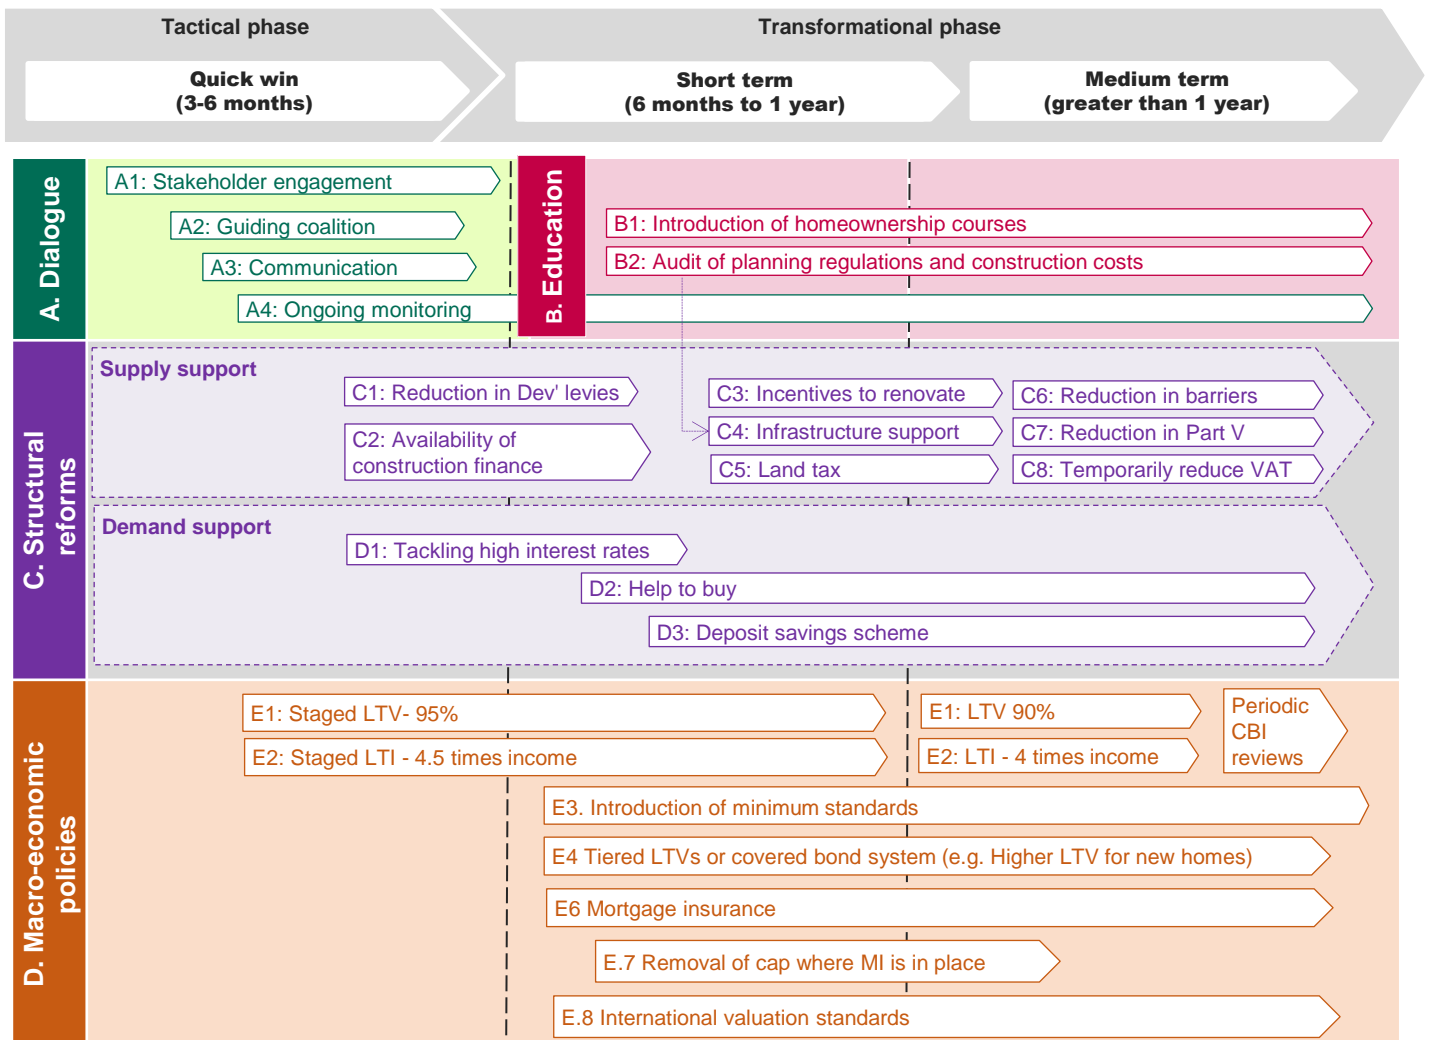 Tactical phase
Transformational phase
Quick win
(3-6 months)
Short term
(6 months to 1 year)
Medium term
(greater than 1 year)
A. Dialogue
A1: Stakeholder engagement
A2: Guiding coalition
A3: Communication
A4: Ongoing monitoring
B. Education
B1: Introduction of homeownership courses
B2: Audit of planning regulations and construction costs
C. Structural
reforms
Supply support
C1: Reduction in Dev' levies
C2: Availability of
construction finance
C3: Incentives to renovate
C4: Infrastructure support
C5: Land tax
C6: Reduction in barriers
C7: Reduction in Part V
C8: Temporarily reduce VAT
Demand support
D1: Tackling high interest rates
D2: Help to buy
D3: Deposit savings scheme
D. Macro-economic
policies
E1: Staged LTV- 95%
E1: LTV 90%
Periodic
CBI
reviews
E2: Staged LTI - 4.5 times income
E2: LTI - 4 times income
E3. Introduction of minimum standards
E4 Tiered LTVs or covered bond system (e.g. Higher LTV for new homes)
E6 Mortgage insurance
E.7 Removal of cap where MI is in place
E.8 International valuation standards